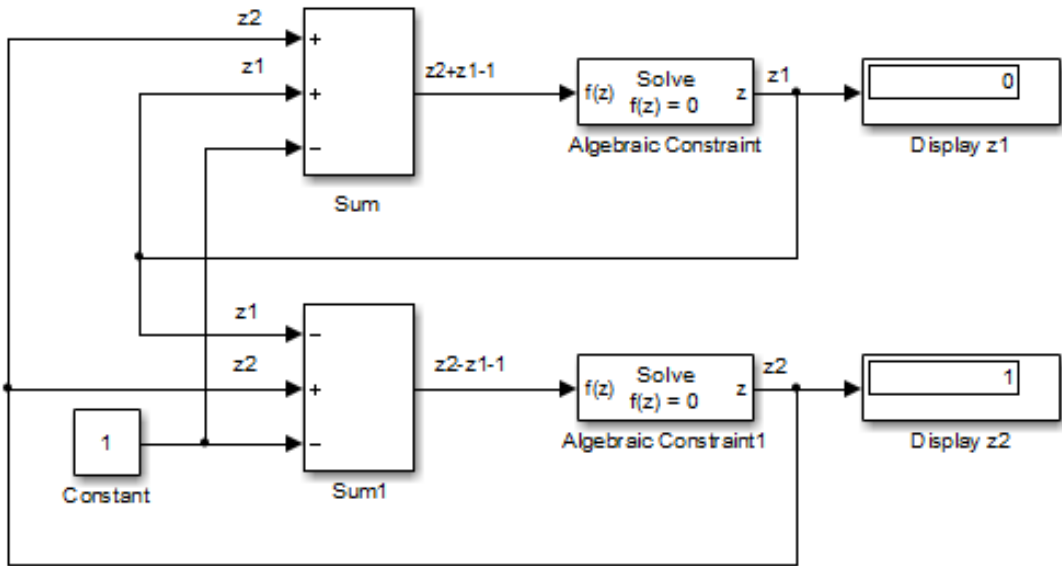 z2
+
z1
+
−
z2+z1-1
Sum
f(z)
Solve
f(z) = 0
z
Algebraic Constraint
z1
0
Display z1
z1
−
z2
+
−
z2-z1-1
Sum1
f(z)
Solve
f(z) = 0
z
Algebraic Constraint1
z2
1
Display z2
1
Constant